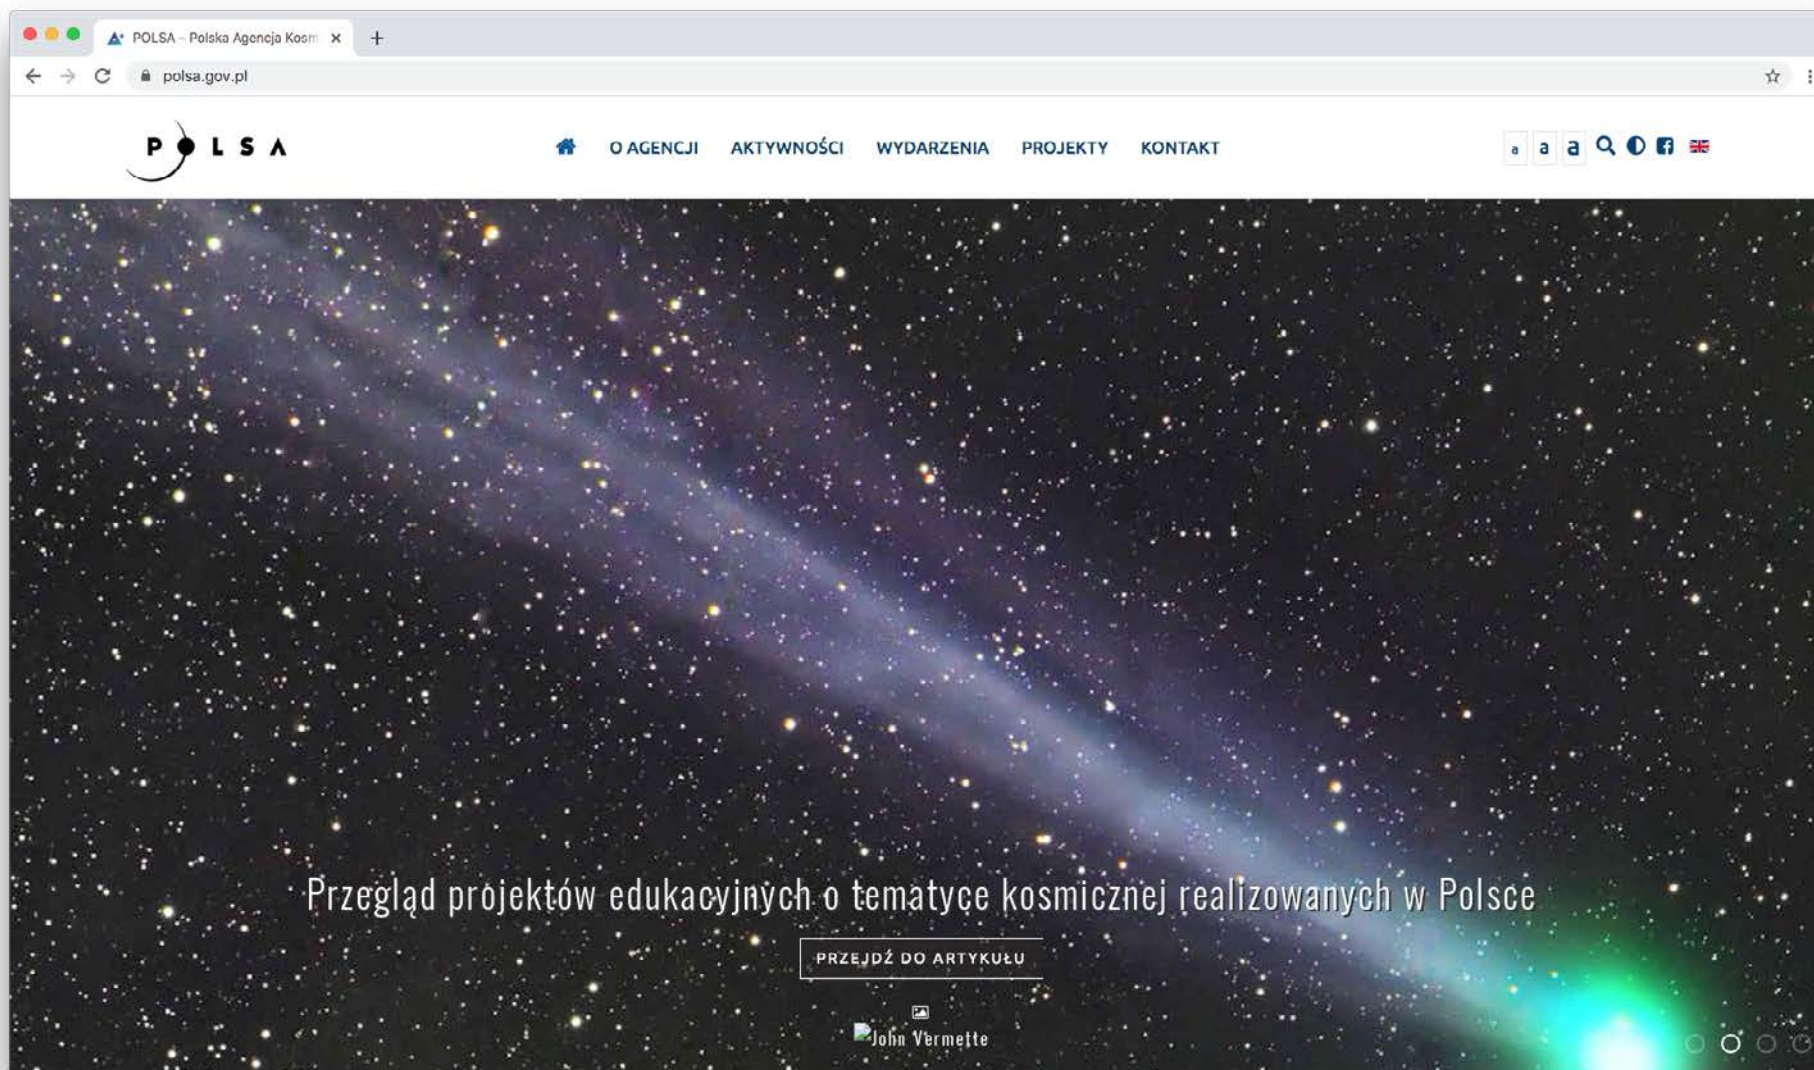 POLSA – Polska Agencja Kosm
polsa.gov.pl
POLSA
O AGENCJI AKTYWNOŚCI WYDARZENIA PROJEKTY KONTAKT
a a a
Przegląd projektów edukacyjnych o tematyce kosmicznej realizowanych w Polsce
PRZEJDŹ DO ARTYKUŁU
John Vermette